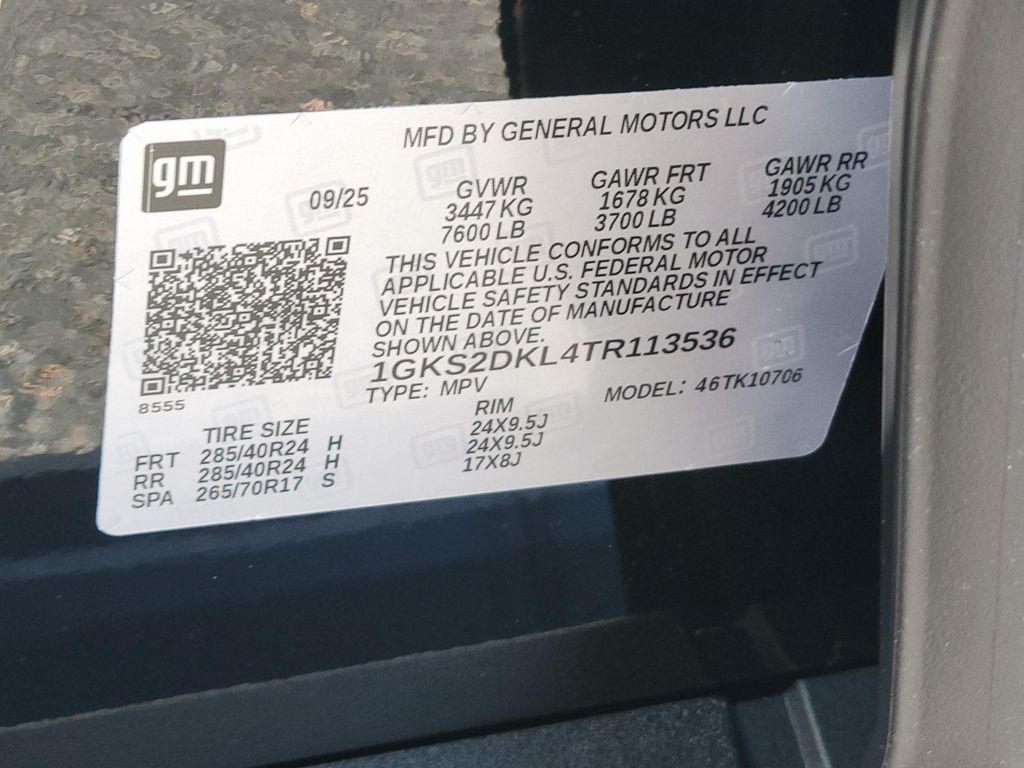 gm
MFD BY GENERAL MOTORS LLC
09/25
GVWR
3447 KG
7600 LB
GAWR FRT
1678 KG
3700 LB
GAWR RR
1905 KG
4200 LB
THIS VEHICLE CONFORMS TO ALL
APPLICABLE U.S. FEDERAL MOTOR
VEHICLE SAFETY STANDARDS IN EFFECT
ON THE DATE OF MANUFACTURE
SHOWN ABOVE.
1GKS2DKL4TR113536
TYPE: MPV MODEL: 46TK10706
8555
TIRE SIZE RIM
FRT 285/40R24 H 24X9.5J
RR 285/40R24 H 24X9.5J
SPA 265/70R17 S 17X8J